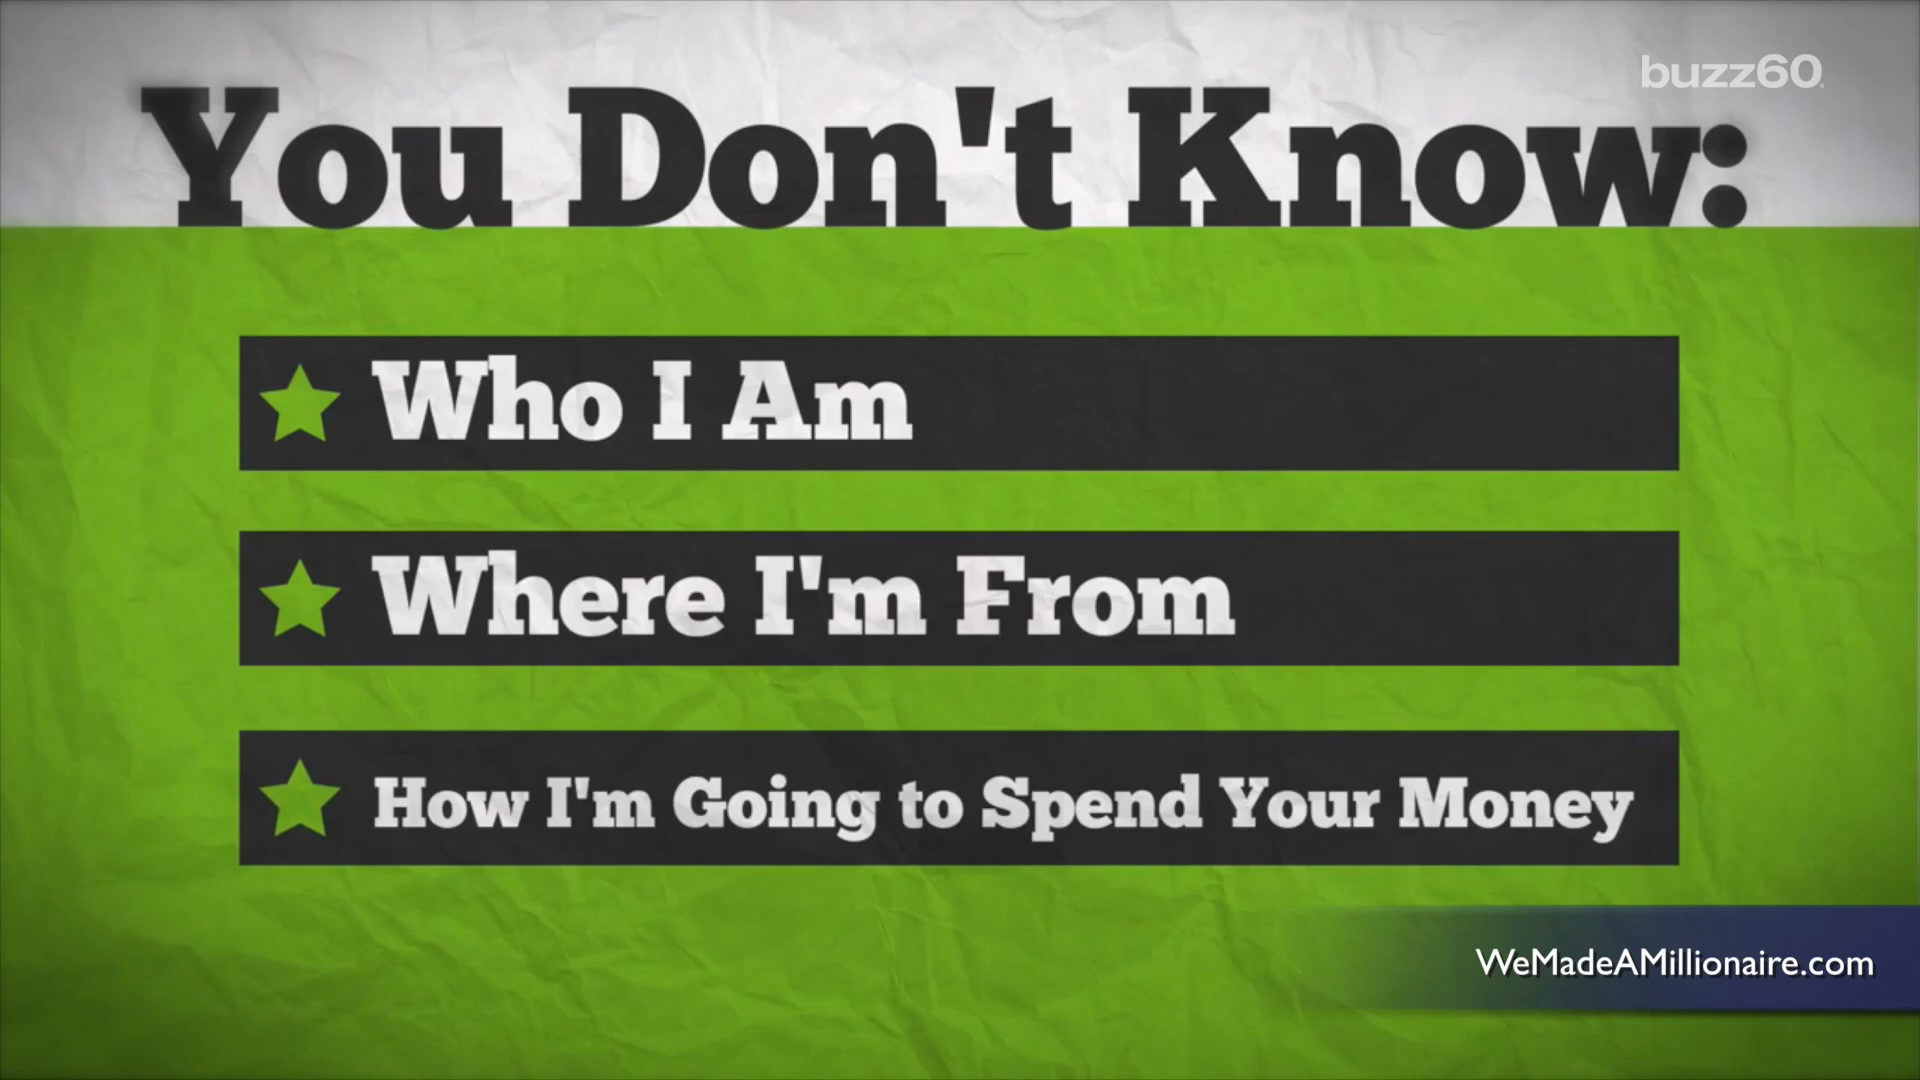 buzz60
You Don't Know:
Who I Am
Where I'm From
How I'm Going to Spend Your Money
WeMadeAMillionaire.com